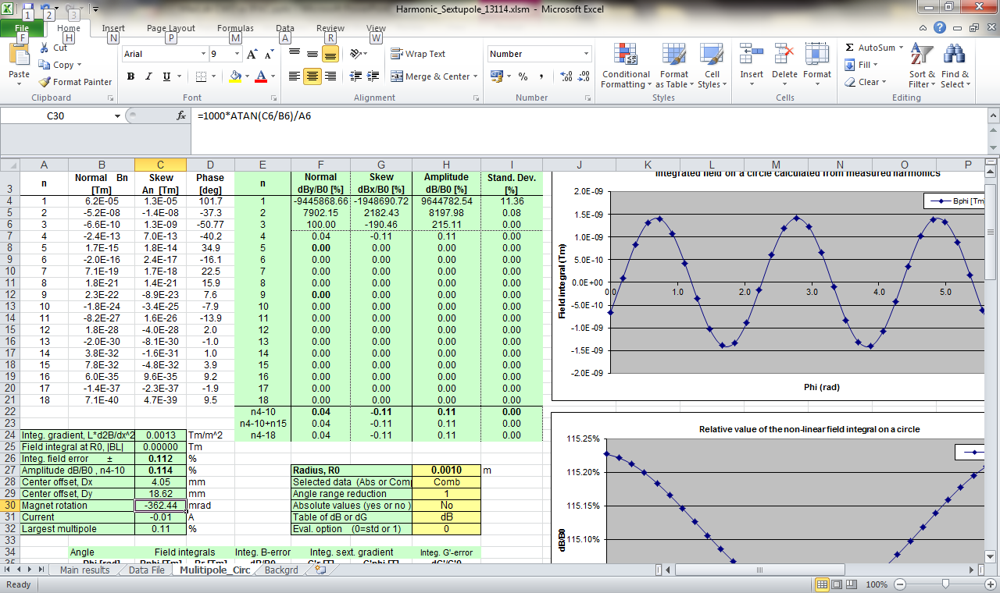 Harmonic_Sextupole_13114.xlsm - Microsoft Excel
1 2 3
File Home Insert Page Layout Formulas Data Review View
F H N P M A R W
Paste
Cut
Copy
Format Painter
Clipboard
Arial 9
B I U
Font
Wrap Text
Merge & Center
Alignment
Number
Number
Conditional Formatting
Format as Table
Cell Styles
Styles
Insert Delete Format
Cells
AutoSum
Fill
Clear
Sort & Filter
Find & Select
Editing
C30 fx =1000*ATAN(C6/B6)/A6
A B C D E F G H I J K L M N O P
Normal Bn Skew Phase Normal Skew Amplitude Stand. Dev.
3 n [Tm] An [Tm] [deg] n dBy/B0 [%] dBx/B0 [%] dB/B0 [%] [%]
4 1 6.2E-05 1.3E-05 101.7 1 -9445868.66 -1948690.72 9644782.54 11.36
5 2 -5.2E-08 -1.4E-08 -37.3 2 7902.15 2182.43 8197.98 0.08
6 3 -6.6E-10 1.3E-09 -50.77 3 100.00 -190.46 215.11 0.00
7 4 -2.4E-13 7.0E-13 -40.2 4 0.04 -0.11 0.11 0.00
8 5 1.7E-15 1.8E-14 34.9 5 0.00 0.00 0.00 0.00
9 6 -2.0E-16 2.4E-17 -16.1 6 0.00 0.00 0.00 0.00
10 7 7.1E-19 1.7E-18 22.5 7 0.00 0.00 0.00 0.00
11 8 1.8E-21 1.4E-21 15.9 8 0.00 0.00 0.00 0.00
12 9 2.3E-22 -8.9E-23 7.6 9 0.00 0.00 0.00 0.00
13 10 -1.8E-24 -3.4E-25 -7.9 10 0.00 0.00 0.00 0.00
14 11 -8.2E-27 1.6E-26 -13.9 11 0.00 0.00 0.00 0.00
15 12 1.8E-28 -4.0E-28 2.0 12 0.00 0.00 0.00 0.00
16 13 -2.0E-30 -8.1E-30 -1.0 13 0.00 0.00 0.00 0.00
17 14 3.8E-32 -1.6E-31 1.0 14 0.00 0.00 0.00 0.00
18 15 7.8E-32 -4.8E-32 3.9 15 0.00 0.00 0.00 0.00
19 16 6.0E-35 9.6E-35 9.2 16 0.00 0.00 0.00 0.00
20 17 -1.4E-37 -2.3E-37 -1.9 17 0.00 0.00 0.00 0.00
21 18 7.1E-40 4.7E-39 9.5 18 0.00 0.00 0.00 0.00
22 n4-10 0.04 -0.11 0.11 0.00
23 n4-10+n15 0.04 -0.11 0.11 0.00
24 Integ. gradient, L*d2B/dx^2 0.0013 Tm/m^2 n4-18 0.04 -0.11 0.11 0.00
25 Field integral at R0, |BL| 0.00000 Tm
26 Integ. field error ± 0.112 %
27 Amplitude dB/B0 , n4-10 0.114 % Radius, R0 0.0010 m
28 Center offset, Dx 4.05 mm Selected data (Abs or Com Comb
29 Center offset, Dy 18.62 mm Angle range reduction 1
30 Magnet rotation -362.44 mrad Absolute values (yes or no ) No
31 Current -0.01 A Table of dB or dG dB
32 Largest multipole 0.11 % Eval. option (0=std or 1) 0
33
34 Angle Field integrals Integ. B-error Integ. sext. gradient Integ. G'-error
35 Phi [rad] Bphi [Tm] Br [Tm] dB/B0 G'r [T] G'phi [T] dG'/G'0
Integrated field on a circle calculated from measured harmonics
Bphi [Tm
2.0E-09
1.5E-09
1.0E-09
5.0E-10
0.0E+00
-5.0E-10
-1.0E-09
-1.5E-09
-2.0E-09
0.0 1.0 2.0 3.0 4.0 5.0
Field integral (Tm)
Phi (rad)
Relative value of the non-linear field integral on a circle
115.25%
115.20%
115.15%
115.10%
dB/B0
Main results Data File Mulitipole_Circ Backgrd
Ready 100%